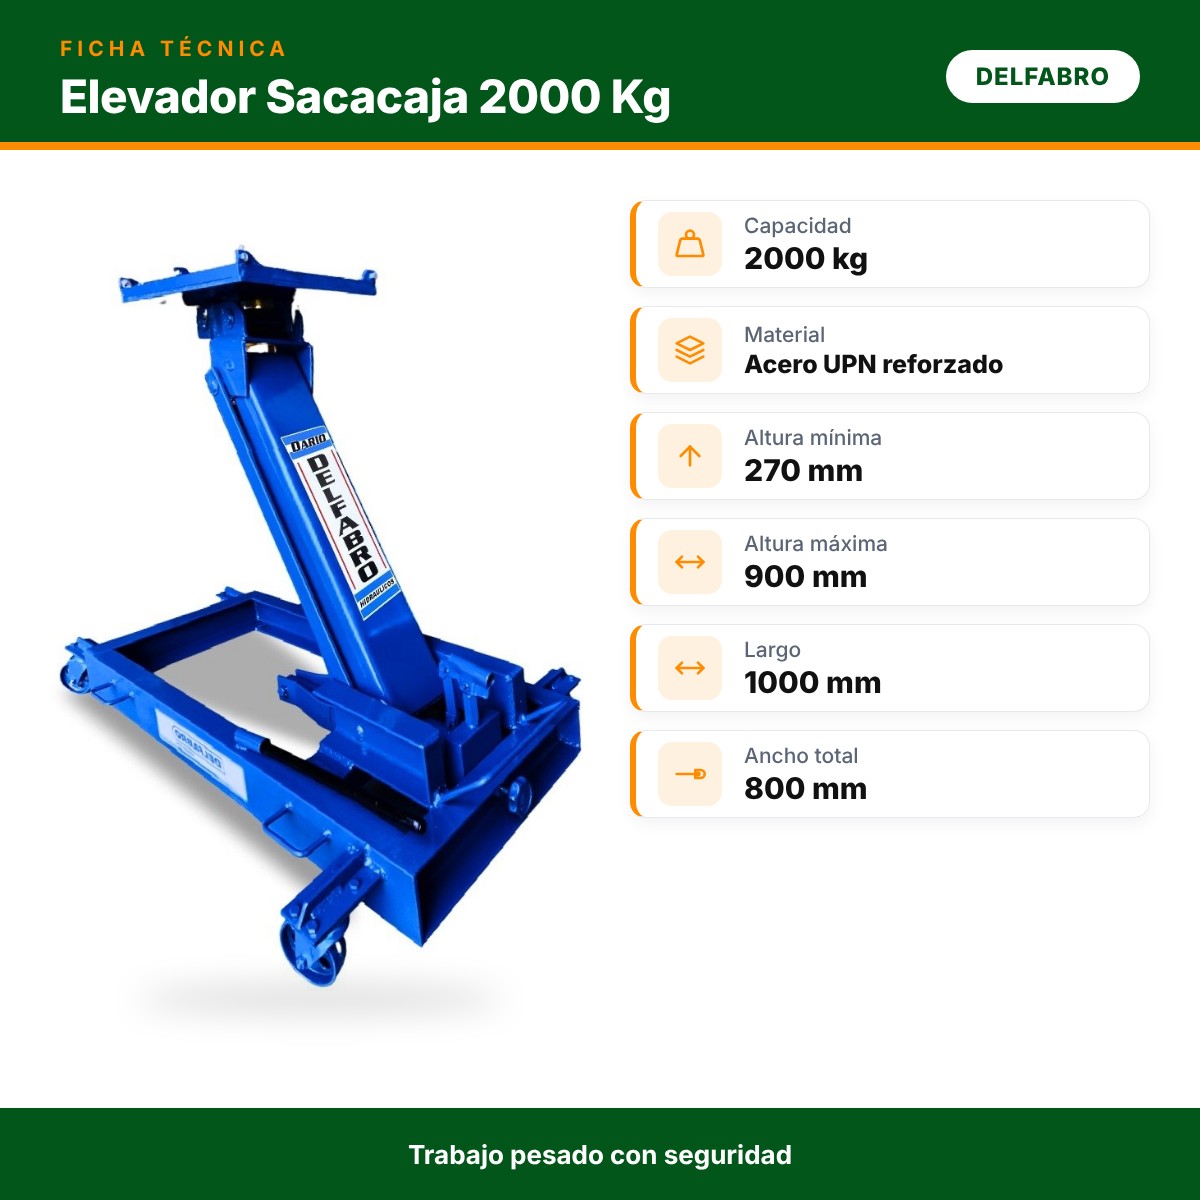 FICHA TÉCNICA
Elevador Sacacaja 2000 Kg
DELFABRO
Capacidad
2000 kg
Material
Acero UPN reforzado
Altura mínima
270 mm
Altura máxima
900 mm
Largo
1000 mm
Ancho total
800 mm
DARIO
DELFABRO
HIDRAULICOS
DELFABRO
Trabajo pesado con seguridad